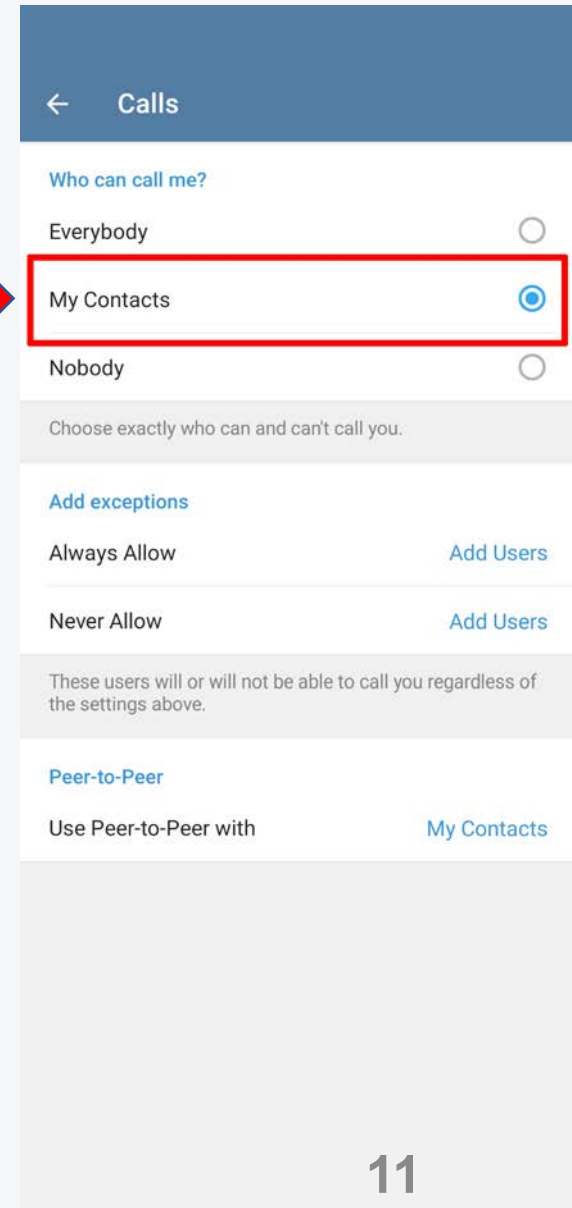 Calls
Who can call me?
Everybody
My Contacts
Nobody
Choose exactly who can and can't call you.
Add exceptions
Always Allow Add Users
Never Allow Add Users
These users will or will not be able to call you regardless of
the settings above.
Peer-to-Peer
Use Peer-to-Peer with My Contacts
11